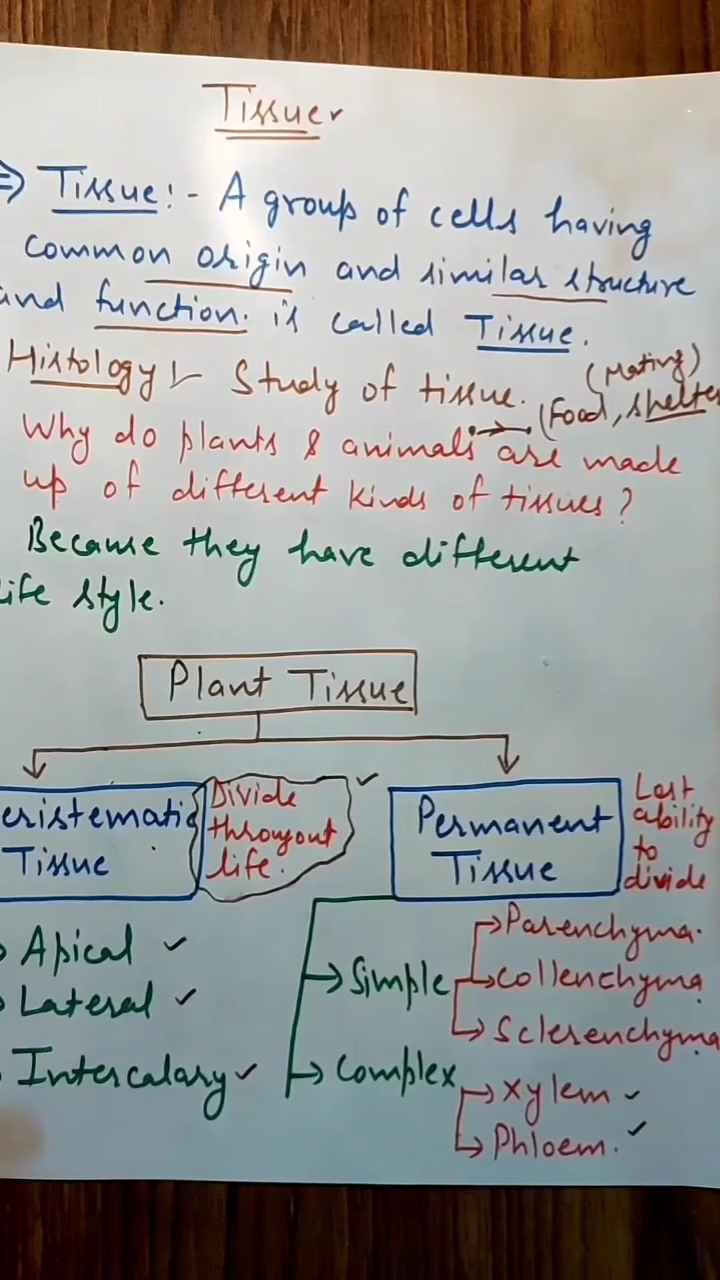 Tissue
⇒ Tissue:- A group of cells having
common origin and similar structure
and function. is called Tissue.
Histology :- Study of tissue.
(Mating)
(Food, shelter
Why do plants & animals are made
up of different kinds of tissues?
Because they have different
life style.
Plant Tissue
eristematic
Tissue
Divide
througout
life.
Permanent
Tissue
Lost
ability
to
divide
Apical ✓
Lateral ✓
Intercalary ✓
→ Simple
→ Parenchyma.
→ Collenchyma
→ Sclerenchyma
→ Complex
→ Xylem ✓
→ Phloem. ✓